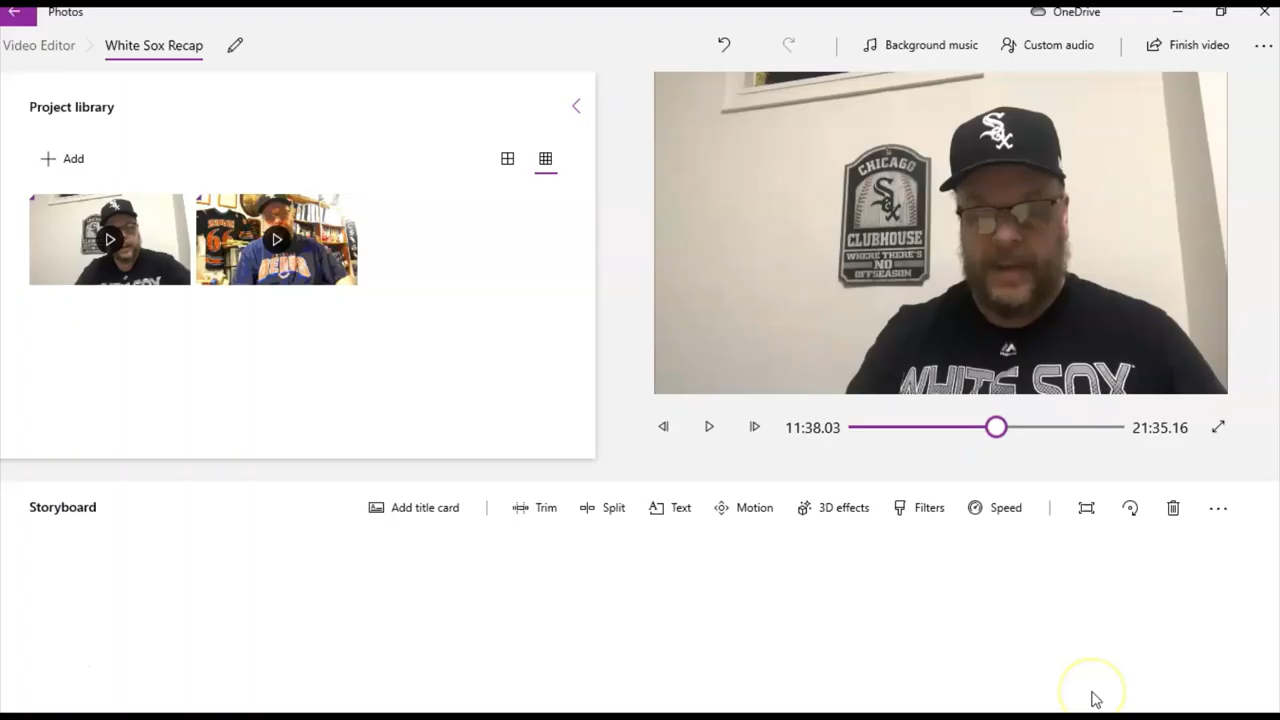 Photos
OneDrive
Video Editor
White Sox Recap
Background music
Custom audio
Finish video
Project library
Add
Sox
CHICAGO
Sox
CLUBHOUSE
WHERE THERE'S
NO
OFFSEASON
WHITE SOX
11:38.03
21:35.16
Storyboard
Add title card
Trim
Split
Text
Motion
3D effects
Filters
Speed